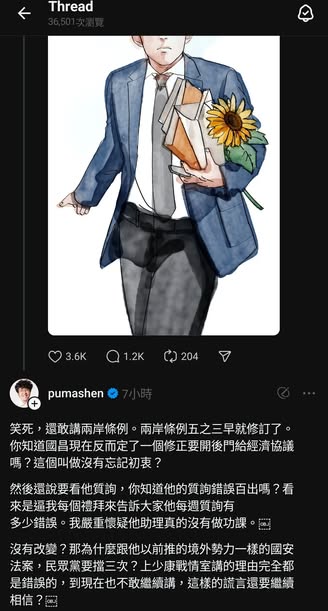 Thread
36,501次瀏覽
3.6K
1.2K
204
pumashen 7小時
笑死，還敢講兩岸條例。兩岸條例五之三早就修訂了。
你知道國昌現在反而定了一個修正要開後門給經濟協議
嗎？這個叫做沒有忘記初衷？
然後還說要看他質詢，你知道他的質詢錯誤百出嗎？看
來是逼我每個禮拜來告訴大家他每週質詢有
多少錯誤。我嚴重懷疑他助理真的沒有做功課。OBJ
沒有改變？那為什麼跟他以前推的境外勢力一樣的國安
法案，民眾黨要擋三次？上少康戰情室講的理由完全都
是錯誤的，到現在也不敢繼續講，這樣的謊言還要繼續
相信？OBJ